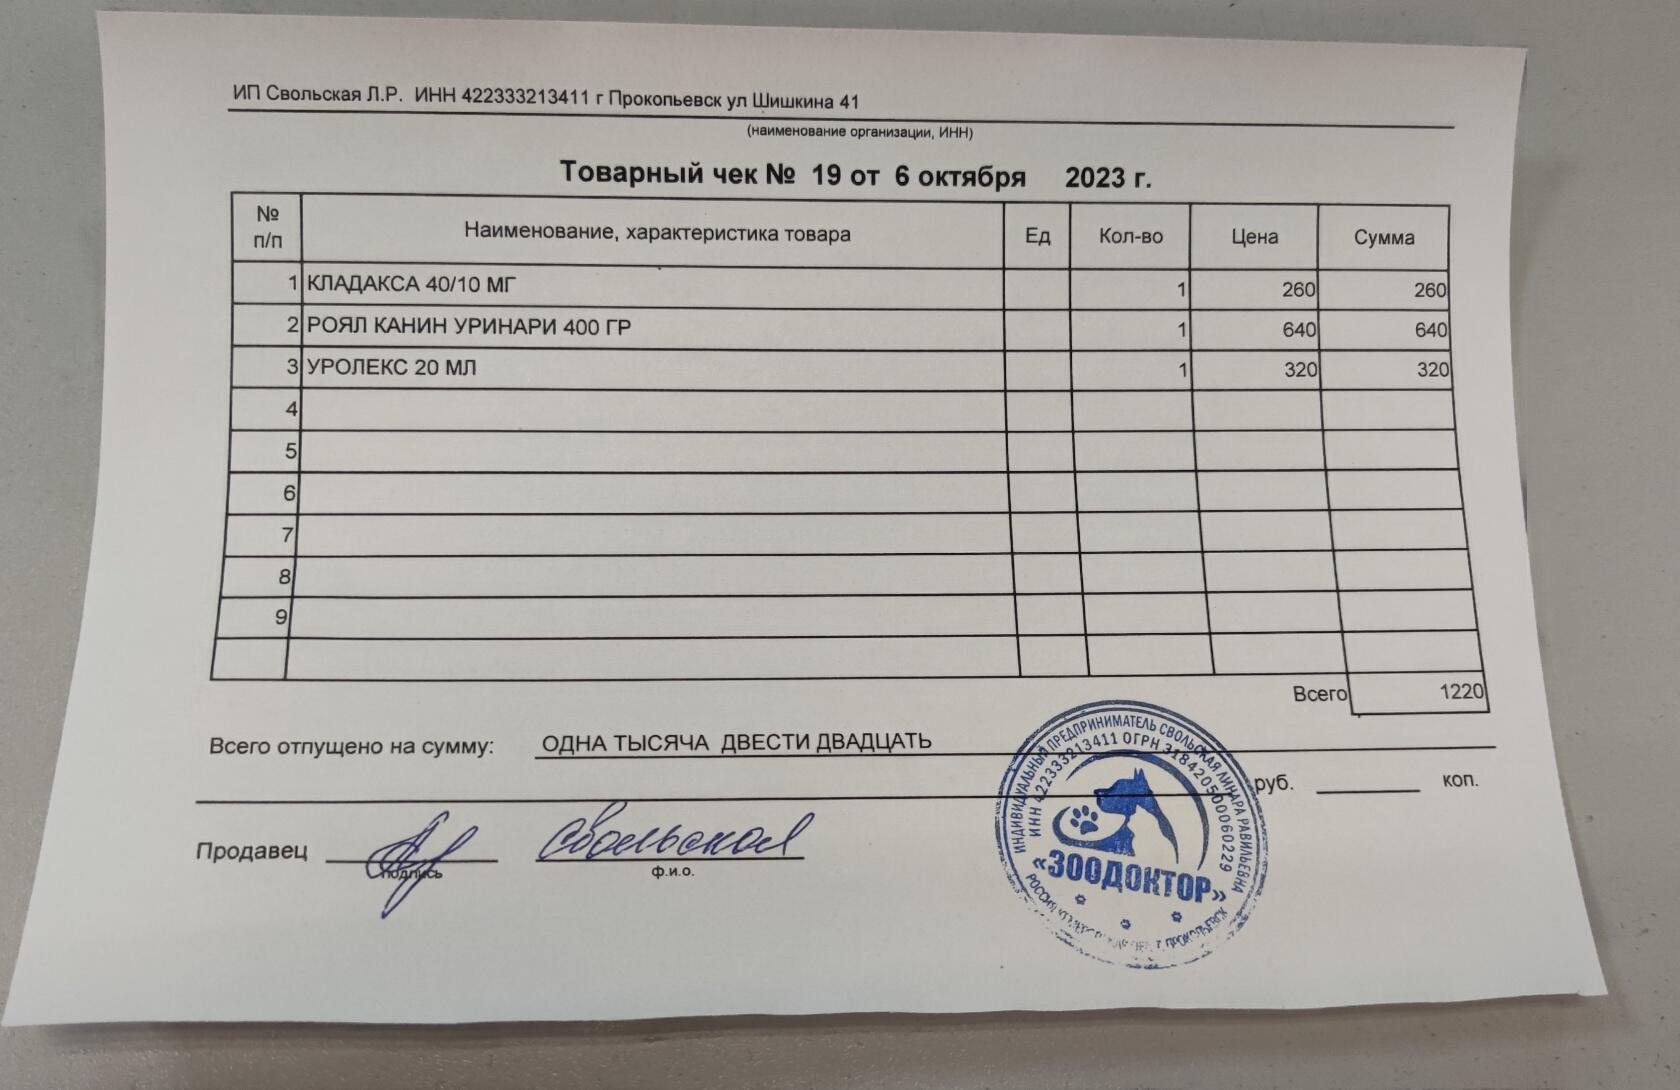 ИП Свольская Л.Р. ИНН 422333213411 г Прокопьевск ул Шишкина 41
(наименование организации, ИНН)
Товарный чек № 19 от 6 октября 2023 г.
№ п/п Наименование, характеристика товара Ед Кол-во Цена Сумма
1 КЛАДАКСА 40/10 МГ 1 260 260
2 РОЯЛ КАНИН УРИНАРИ 400 ГР 1 640 640
3 УРОЛЕКС 20 МЛ 1 320 320
4
5
6
7
8
9
Всего 1220
Всего отпущено на сумму: ОДНА ТЫСЯЧА ДВЕСТИ ДВАДЦАТЬ
руб. коп.
Продавец Свольская
подпись ф.и.о.
ИНДИВИДУАЛЬНЫЙ ПРЕДПРИНИМАТЕЛЬ СВОЛЬСКАЯ ЛИНАРА РАВИЛЬЕВНА
ИНН 422333213411 ОГРН 318420500060229
«ЗООДОКТОР»
РОССИЯ Г. ПРОКОПЬЕВСК